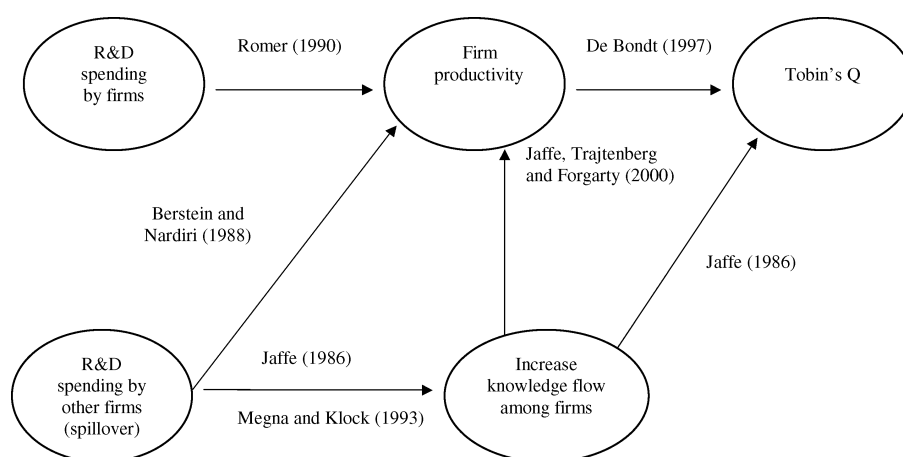 R&D
spending
by firms
Romer (1990)
Firm
productivity
De Bondt (1997)
Tobin's Q
Jaffe, Trajtenberg
and Forgarty (2000)
Berstein and
Nardiri (1988)
Jaffe (1986)
R&D
spending by
other firms
(spillover)
Jaffe (1986)
Megna and Klock (1993)
Increase
knowledge flow
among firms